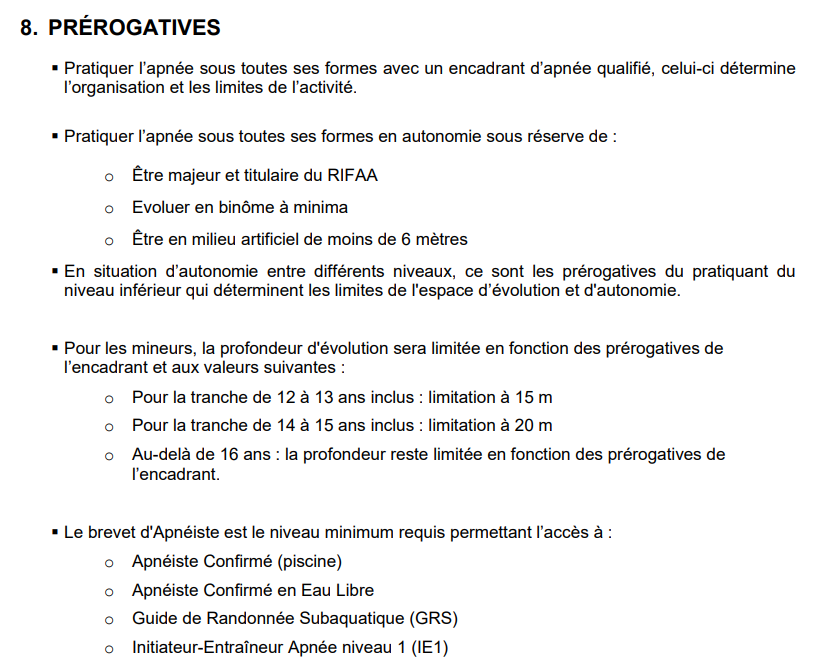 8. PRÉROGATIVES
▪ Pratiquer l’apnée sous toutes ses formes avec un encadrant d’apnée qualifié, celui-ci détermine
l’organisation et les limites de l’activité.
▪ Pratiquer l’apnée sous toutes ses formes en autonomie sous réserve de :
o Être majeur et titulaire du RIFAA
o Evoluer en binôme à minima
o Être en milieu artificiel de moins de 6 mètres
▪ En situation d’autonomie entre différents niveaux, ce sont les prérogatives du pratiquant du
niveau inférieur qui déterminent les limites de l'espace d’évolution et d'autonomie.
▪ Pour les mineurs, la profondeur d'évolution sera limitée en fonction des prérogatives de
l’encadrant et aux valeurs suivantes :
o Pour la tranche de 12 à 13 ans inclus : limitation à 15 m
o Pour la tranche de 14 à 15 ans inclus : limitation à 20 m
o Au-delà de 16 ans : la profondeur reste limitée en fonction des prérogatives de
l’encadrant.
▪ Le brevet d'Apnéiste est le niveau minimum requis permettant l’accès à :
o Apnéiste Confirmé (piscine)
o Apnéiste Confirmé en Eau Libre
o Guide de Randonnée Subaquatique (GRS)
o Initiateur-Entraîneur Apnée niveau 1 (IE1)